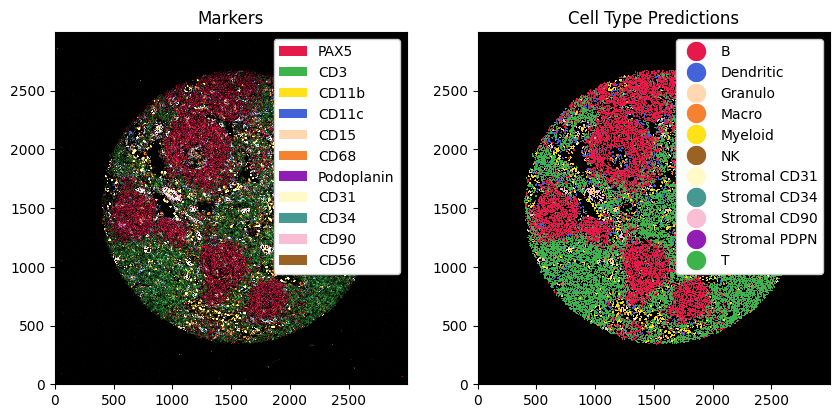 Markers
PAX5
CD3
CD11b
CD11c
CD15
CD68
Podoplanin
CD31
CD34
CD90
CD56
2500
2000
1500
1000
500
0
0 500 1000 1500 2000 2500
Cell Type Predictions
B
Dendritic
Granulo
Macro
Myeloid
NK
Stromal CD31
Stromal CD34
Stromal CD90
Stromal PDPN
T
2500
2000
1500
1000
500
0
0 500 1000 1500 2000 2500